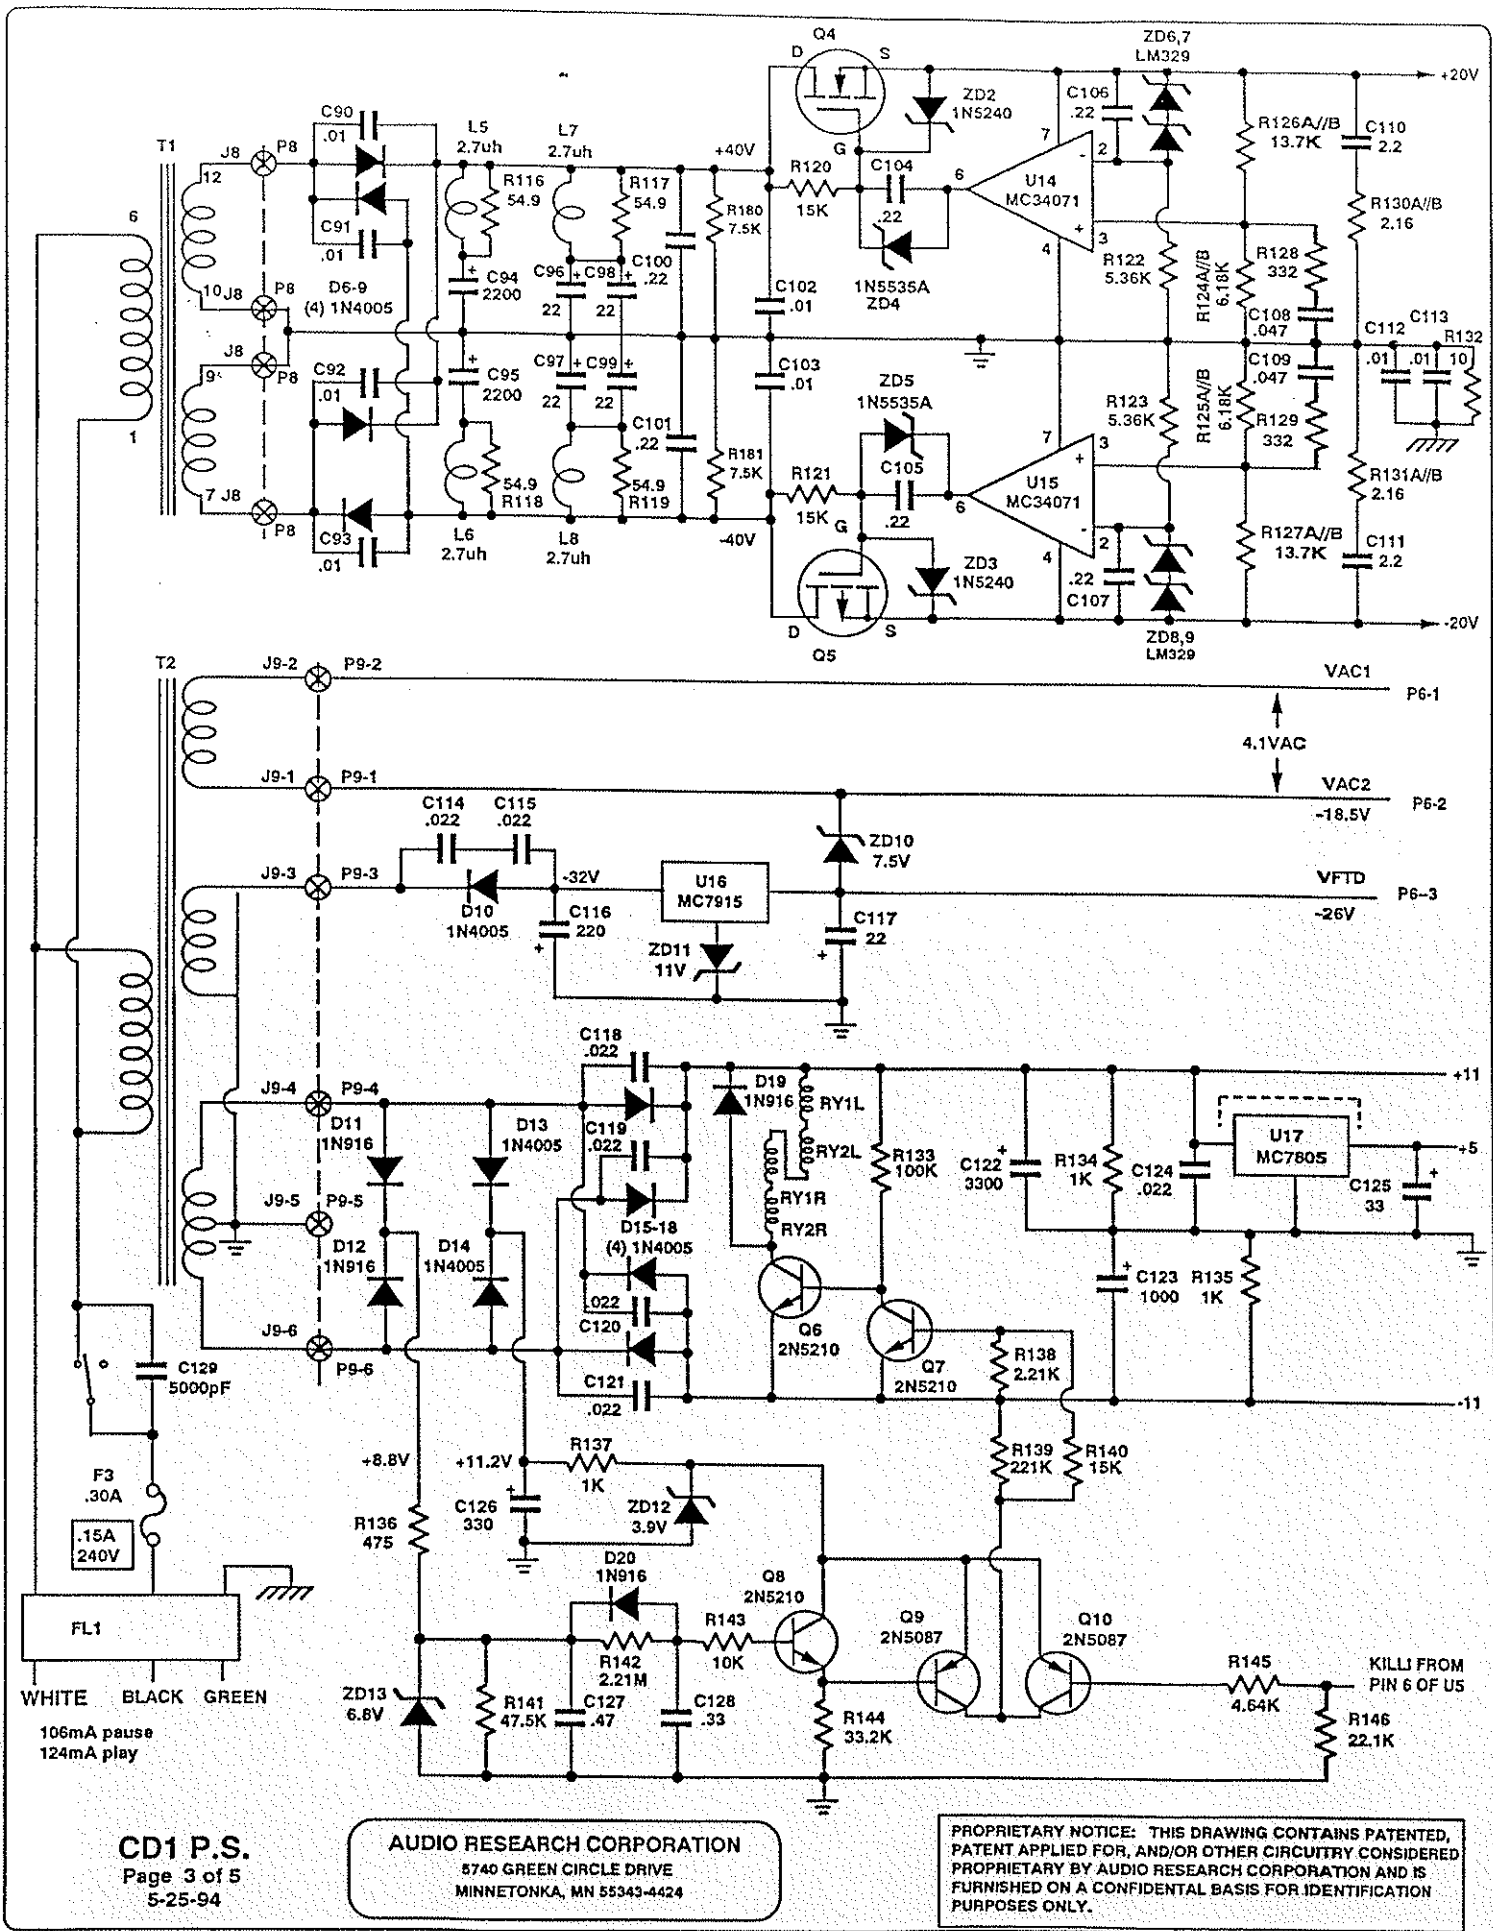 Q4
D
S
ZD6,7
LM329
+20V
C90
.01
L5
2.7uh
L7
2.7uh
+40V
ZD2
1N5240
C106
.22
R126A//B
13.7K
C110
2.2
T1
J8
P8
12
R116
54.9
R117
54.9
R180
7.5K
R120
15K
G
C104
.22
6
7
2
-
U14
MC34071
+
3
4
R130A//B
2.16
6
C91
.01
C94
2200
C96
22
C98
22
C100
.22
1N5535A
ZD4
R122
5.36K
R124A//B
6.18K
R128
332
10
J8
P8
D6-9
(4) 1N4005
C102
.01
C108
.047
C112
.01
C113
.01
R132
10
J8
P8
9
C92
.01
C95
2200
C97
22
C99
22
C103
.01
ZD5
1N5535A
C109
.047
R123
5.36K
R125A//B
6.18K
R129
332
1
C101
.22
R181
7.5K
R121
15K
C105
.22
G
6
7
3
+
U15
MC34071
-
2
4
R131A//B
2.16
7
J8
P8
54.9
R118
54.9
R119
C93
.01
L6
2.7uh
L8
2.7uh
-40V
ZD3
1N5240
.22
C107
R127A//B
13.7K
C111
2.2
D
S
Q5
ZD8,9
LM329
-20V
T2
J9-2
P9-2
VAC1
P6-1
4.1VAC
J9-1
P9-1
VAC2
P6-2
-18.5V
C114
.022
C115
.022
ZD10
7.5V
J9-3
P9-3
-32V
U16
MC7915
VFTD
P6-3
-26V
D10
1N4005
C116
220
C117
22
ZD11
11V
C118
.022
+11
J9-4
P9-4
D19
1N916
RY1L
D11
1N916
D13
1N4005
C119
.022
RY2L
R133
100K
C122
3300
R134
1K
C124
.022
U17
MC7805
+5
C125
33
RY1R
J9-5
P9-5
D15-18
(4) 1N4005
RY2R
D12
1N916
D14
1N4005
.022
C120
C123
1000
R135
1K
J9-6
P9-6
Q6
2N5210
Q7
2N5210
R138
2.21K
C129
5000pF
C121
.022
-11
+8.8V
+11.2V
R137
1K
R139
221K
R140
15K
F3
.30A
.15A
240V
R136
475
C126
330
ZD12
3.9V
D20
1N916
Q8
2N5210
Q9
2N5087
Q10
2N5087
FL1
R142
2.21M
R143
10K
R145
4.64K
KILLI FROM
PIN 6 OF U5
WHITE
BLACK
GREEN
ZD13
6.8V
R141
47.5K
C127
.47
C128
.33
R144
33.2K
R146
22.1K
106mA pause
124mA play
CD1 P.S.
Page 3 of 5
5-25-94
AUDIO RESEARCH CORPORATION
5740 GREEN CIRCLE DRIVE
MINNETONKA, MN 55343-4424
PROPRIETARY NOTICE: THIS DRAWING CONTAINS PATENTED,
PATENT APPLIED FOR, AND/OR OTHER CIRCUITRY CONSIDERED
PROPRIETARY BY AUDIO RESEARCH CORPORATION AND IS
FURNISHED ON A CONFIDENTAL BASIS FOR IDENTIFICATION
PURPOSES ONLY.